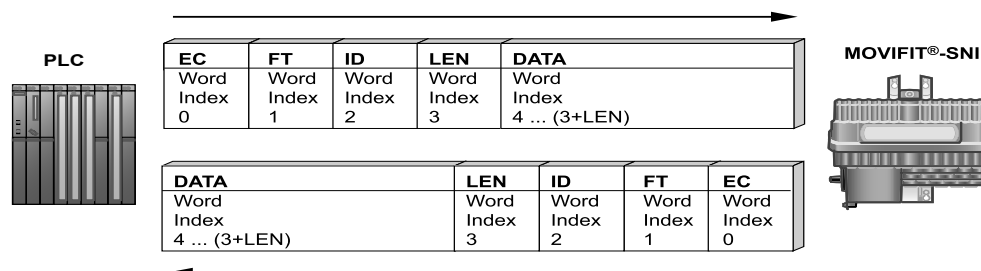 PLC
MOVIFIT®-SNI
EC FT ID LEN DATA
Word Word Word Word Word
Index Index Index Index Index
0 1 2 3 4 ... (3+LEN)
DATA LEN ID FT EC
Word Word Word Word Word
Index Index Index Index Index
4 ... (3+LEN) 3 2 1 0